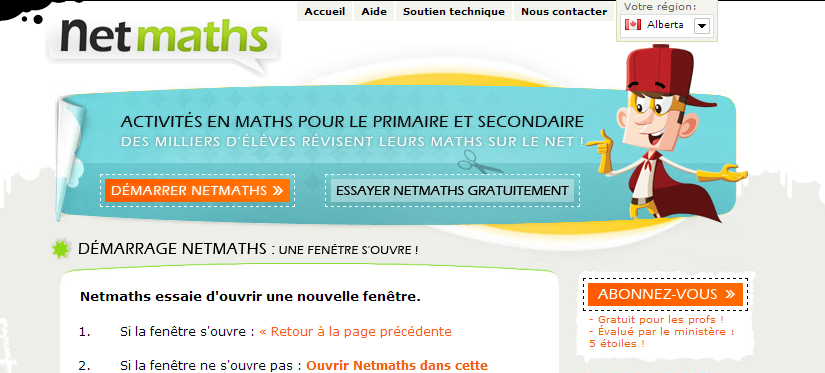 Accueil Aide Soutien technique Nous contacter
Votre région:
Alberta
netmaths
ACTIVITÉS EN MATHS POUR LE PRIMAIRE ET SECONDAIRE
DES MILLIERS D'ÉLÈVES RÉVISENT LEURS MATHS SUR LE NET !
DÉMARRER NETMATHS »
ESSAYER NETMATHS GRATUITEMENT
DÉMARRAGE NETMATHS : UNE FENÊTRE S'OUVRE !
Netmaths essaie d'ouvrir une nouvelle fenêtre.
1. Si la fenêtre s'ouvre : « Retour à la page précédente
2. Si la fenêtre ne s'ouvre pas : Ouvrir Netmaths dans cette
ABONNEZ-VOUS »
- Gratuit pour les profs !
- Évalué par le ministère :
5 étoiles !